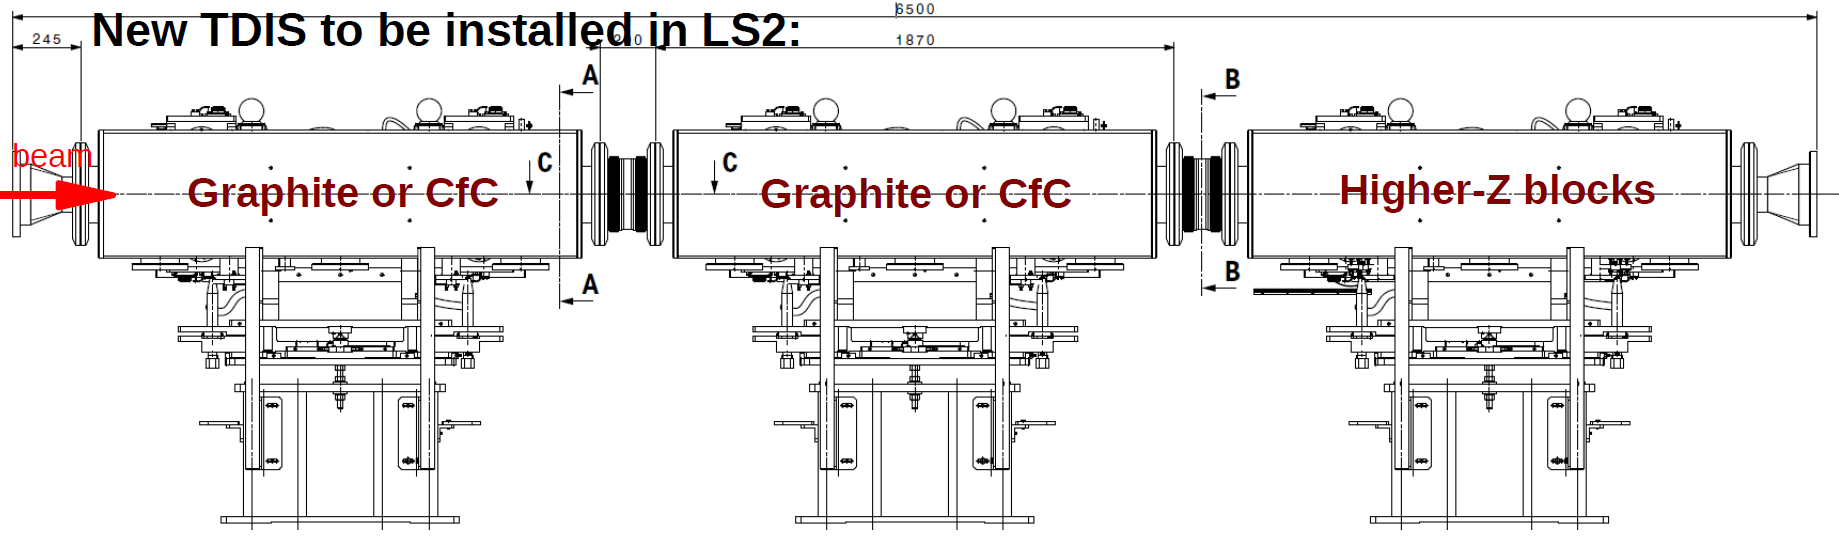 6500
New TDIS to be installed in LS2:
245
1870
A
B
beam
C
C
Graphite or CfC
Graphite or CfC
Higher-Z blocks
A
B